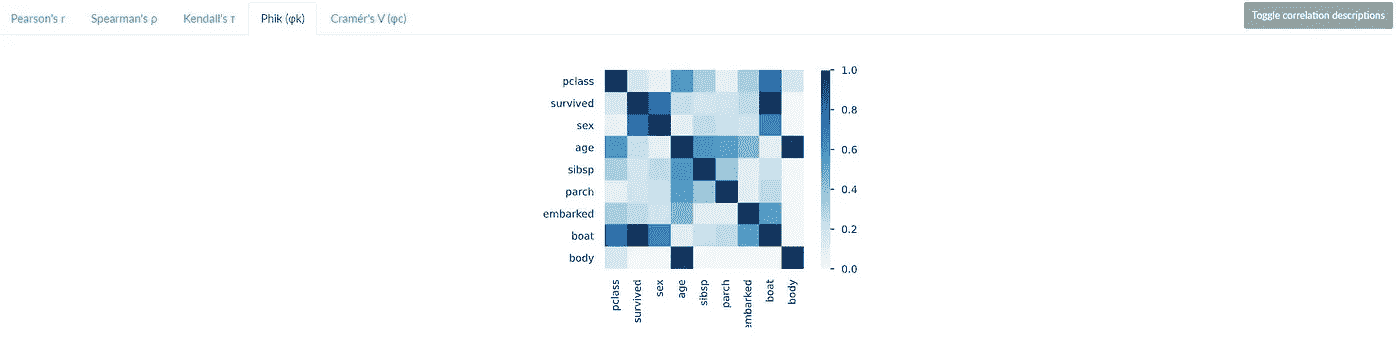 Pearson's r Spearman's ρ Kendall's τ Phik (φk) Cramér's V (φc) Toggle correlation descriptions
pclass
survived
sex
age
sibsp
parch
embarked
boat
body
1.0
0.8
0.6
0.4
0.2
0.0
pclass
survived
sex
age
sibsp
parch
embarked
boat
body